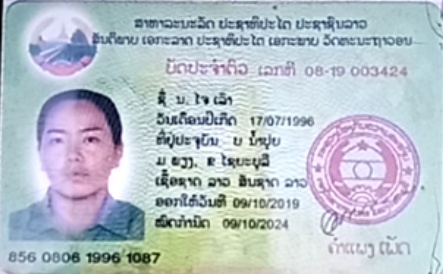 ສາທາລະນະລັດ ປະຊາທິປະໄຕ ປະຊາຊົນລາວ
ສັນຕິພາບ ເອກະລາດ ປະຊາທິປະໄຕ ເອກະພາບ ວັດທະນະຖາວອນ
ບັດປະຈຳຕົວ ເລກທີ 08-19 003424
ຊື່ ນ. ໄຈ ເລົ້າ
ວັນເດືອນປີເກີດ 17/07/1996
ທີ່ຢູ່ປະຈຸບັນ ບ ນ້ຳປຸຍ
ມ ພຽງ, ຂ ໄຊຍະບູລີ
ເຊື້ອຊາດ ລາວ ສັນຊາດ ລາວ
ອອກໃຫ້ວັນທີ 09/10/2019
ໝົດກຳນົດ 09/10/2024
856 0806 1996 1087